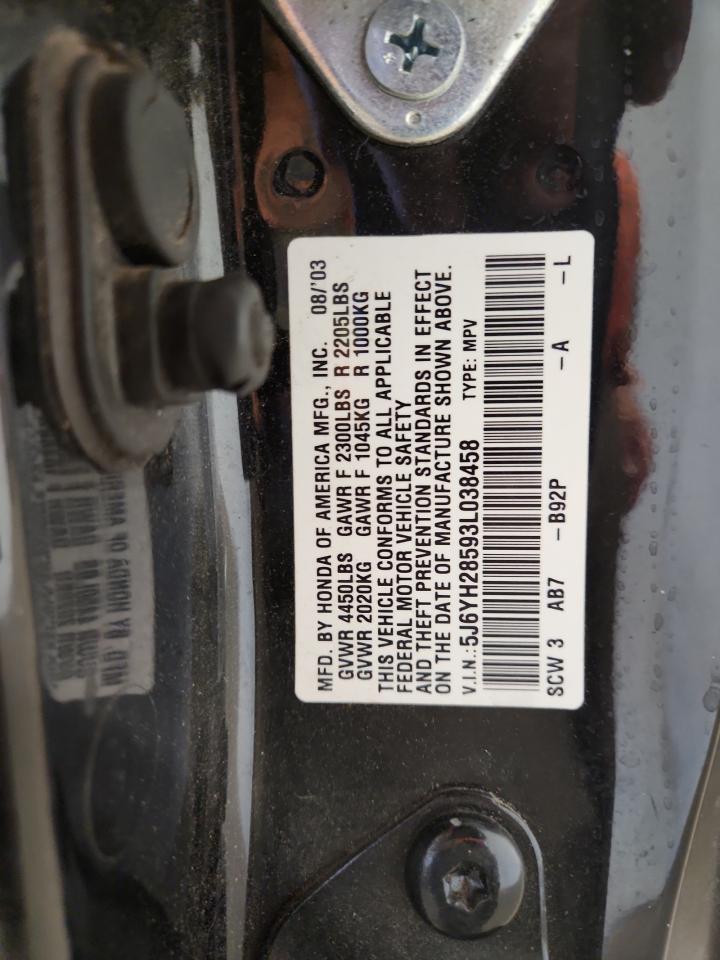 MFD. BY HONDA OF AMERICA MFG., INC. 08/'03
GVWR 4450LBS GAWR F 2300LBS R 2205LBS
GVWR 2020KG GAWR F 1045KG R 1000KG
THIS VEHICLE CONFORMS TO ALL APPLICABLE
FEDERAL MOTOR VEHICLE SAFETY
AND THEFT PREVENTION STANDARDS IN EFFECT
ON THE DATE OF MANUFACTURE SHOWN ABOVE.
V.I.N.: 5J6YH28593L038458 TYPE: MPV
SCW 3 AB7 -B92P -A -L